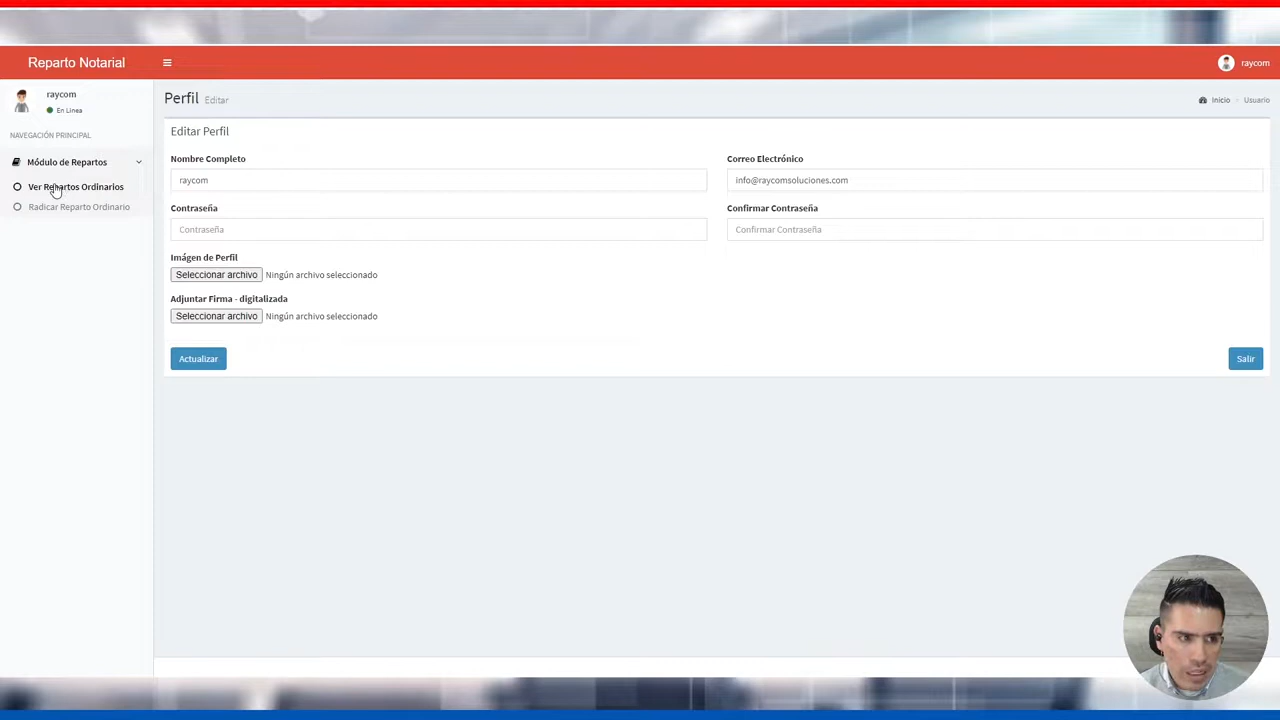 Reparto Notarial
raycom
raycom
En Línea
NAVEGACIÓN PRINCIPAL
Módulo de Repartos
Ver Repartos Ordinarios
Radicar Reparto Ordinario
Perfil Editar
Inicio > Usuario
Editar Perfil
Nombre Completo
raycom
Correo Electrónico
info@raycomsoluciones.com
Contraseña
Contraseña
Confirmar Contraseña
Confirmar Contraseña
Imágen de Perfil
Seleccionar archivo Ningún archivo seleccionado
Adjuntar Firma - digitalizada
Seleccionar archivo Ningún archivo seleccionado
Actualizar
Salir